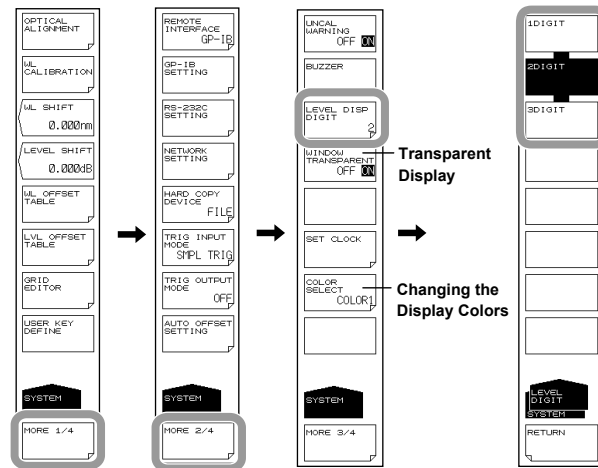 OPTICAL
ALIGNMENT
WL
CALIBRATION
WL SHIFT
0.000nm
LEVEL SHIFT
0.000dB
WL OFFSET
TABLE
LVL OFFSET
TABLE
GRID
EDITOR
USER KEY
DEFINE
SYSTEM
MORE 1/4
REMOTE
INTERFACE
GP-IB
GP-IB
SETTING
RS-232C
SETTING
NETWORK
SETTING
HARD COPY
DEVICE
FILE
TRIG INPUT
MODE
SMPL TRIG
TRIG OUTPUT
MODE
OFF
AUTO OFFSET
SETTING
SYSTEM
MORE 2/4
UNCAL
WARNING
OFF ON
BUZZER
LEVEL DISP
DIGIT
2
WINDOW
TRANSPARENT
OFF ON
SET CLOCK
COLOR
SELECT
COLOR1
SYSTEM
MORE 3/4
Transparent
Display
Changing the
Display Colors
1DIGIT
2DIGIT
3DIGIT
LEVEL
DIGIT
SYSTEM
RETURN